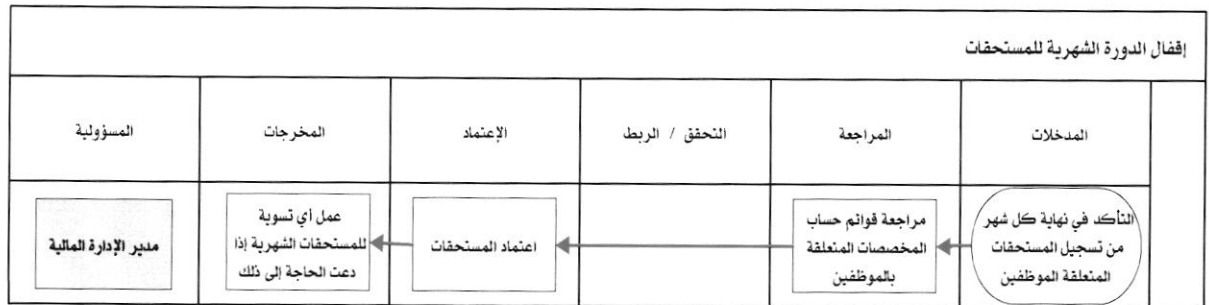 إقفال الدورة الشهرية للمستحقات
المدخلات
المراجعة
التحقق / الربط
الإعتماد
المخرجات
المسؤولية
التأكد في نهاية كل شهر
من تسجيل المستحقات
المتعلقة الموظفين
مراجعة قوائم حساب
المخصصات المتعلقة
بالموظفين
اعتماد المستحقات
عمل أي تسوية
للمستحقات الشهرية إذا
دعت الحاجة إلى ذلك
مدير الإدارة المالية